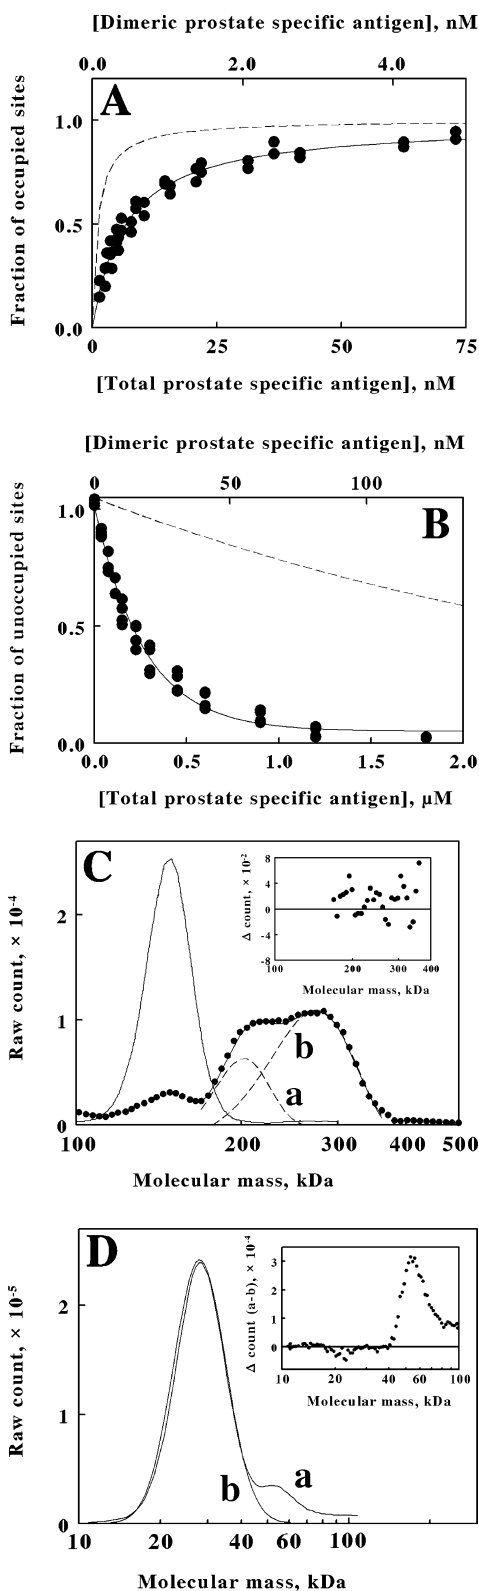 [Dimeric prostate specific antigen], nM
0.0 2.0 4.0
A
1.0
0.5
0.0
Fraction of occupied sites
0 25 50 75
[Total prostate specific antigen], nM
[Dimeric prostate specific antigen], nM
0 50 100
B
1.0
0.5
0.0
Fraction of unoccupied sites
0.0 0.5 1.0 1.5 2.0
[Total prostate specific antigen], µM
C
2
1
0
Raw count, × 10-4
8
4
0
-4
-8
Δ count, × 10-2
100 200 300 400
Molecular mass, kDa
b
a
100 200 300 400 500
Molecular mass, kDa
D
2
1
0
Raw count, × 10-5
3
2
1
0
Δ count (a-b), × 10-4
10 20 40 60 100
Molecular mass, kDa
b a
10 20 40 60 100
Molecular mass, kDa